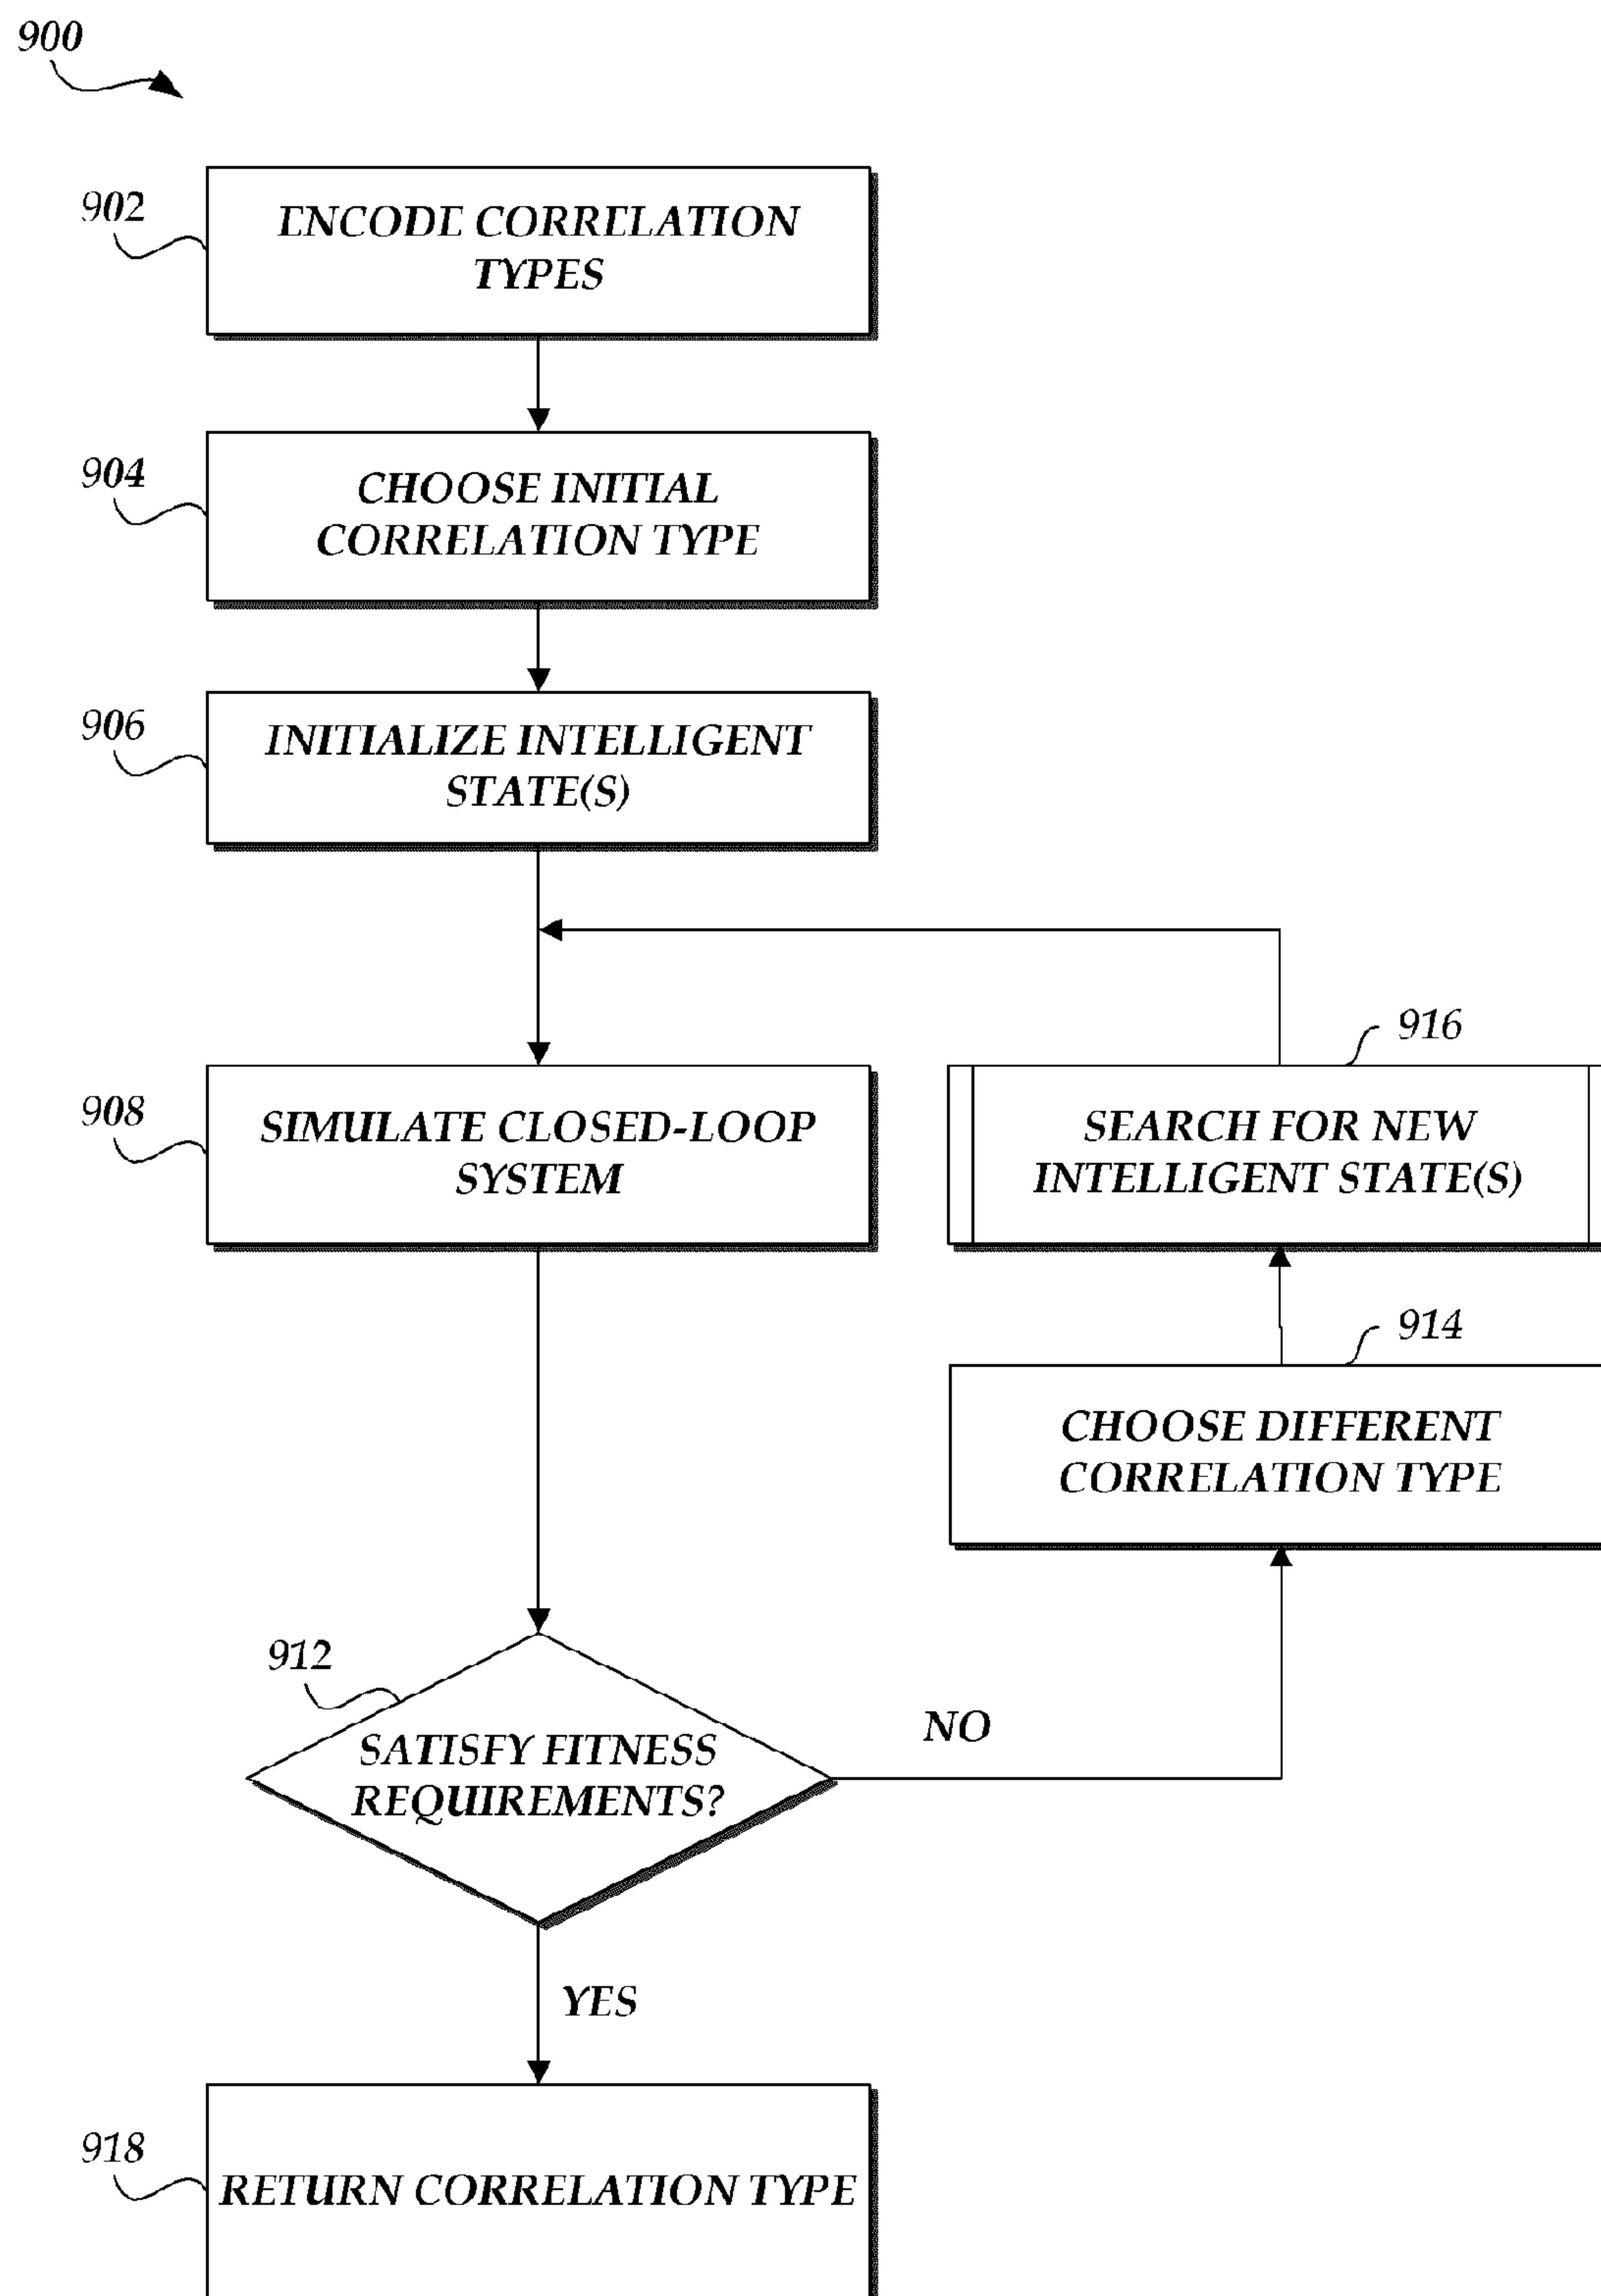 900
902
ENCODE CORRELATION
TYPES
904
CHOOSE INITIAL
CORRELATION TYPE
906
INITIALIZE INTELLIGENT
STATE(S)
908
SIMULATE CLOSED-LOOP
SYSTEM
916
SEARCH FOR NEW
INTELLIGENT STATE(S)
914
CHOOSE DIFFERENT
CORRELATION TYPE
912
SATISFY FITNESS
REQUIREMENTS?
NO
YES
918
RETURN CORRELATION TYPE